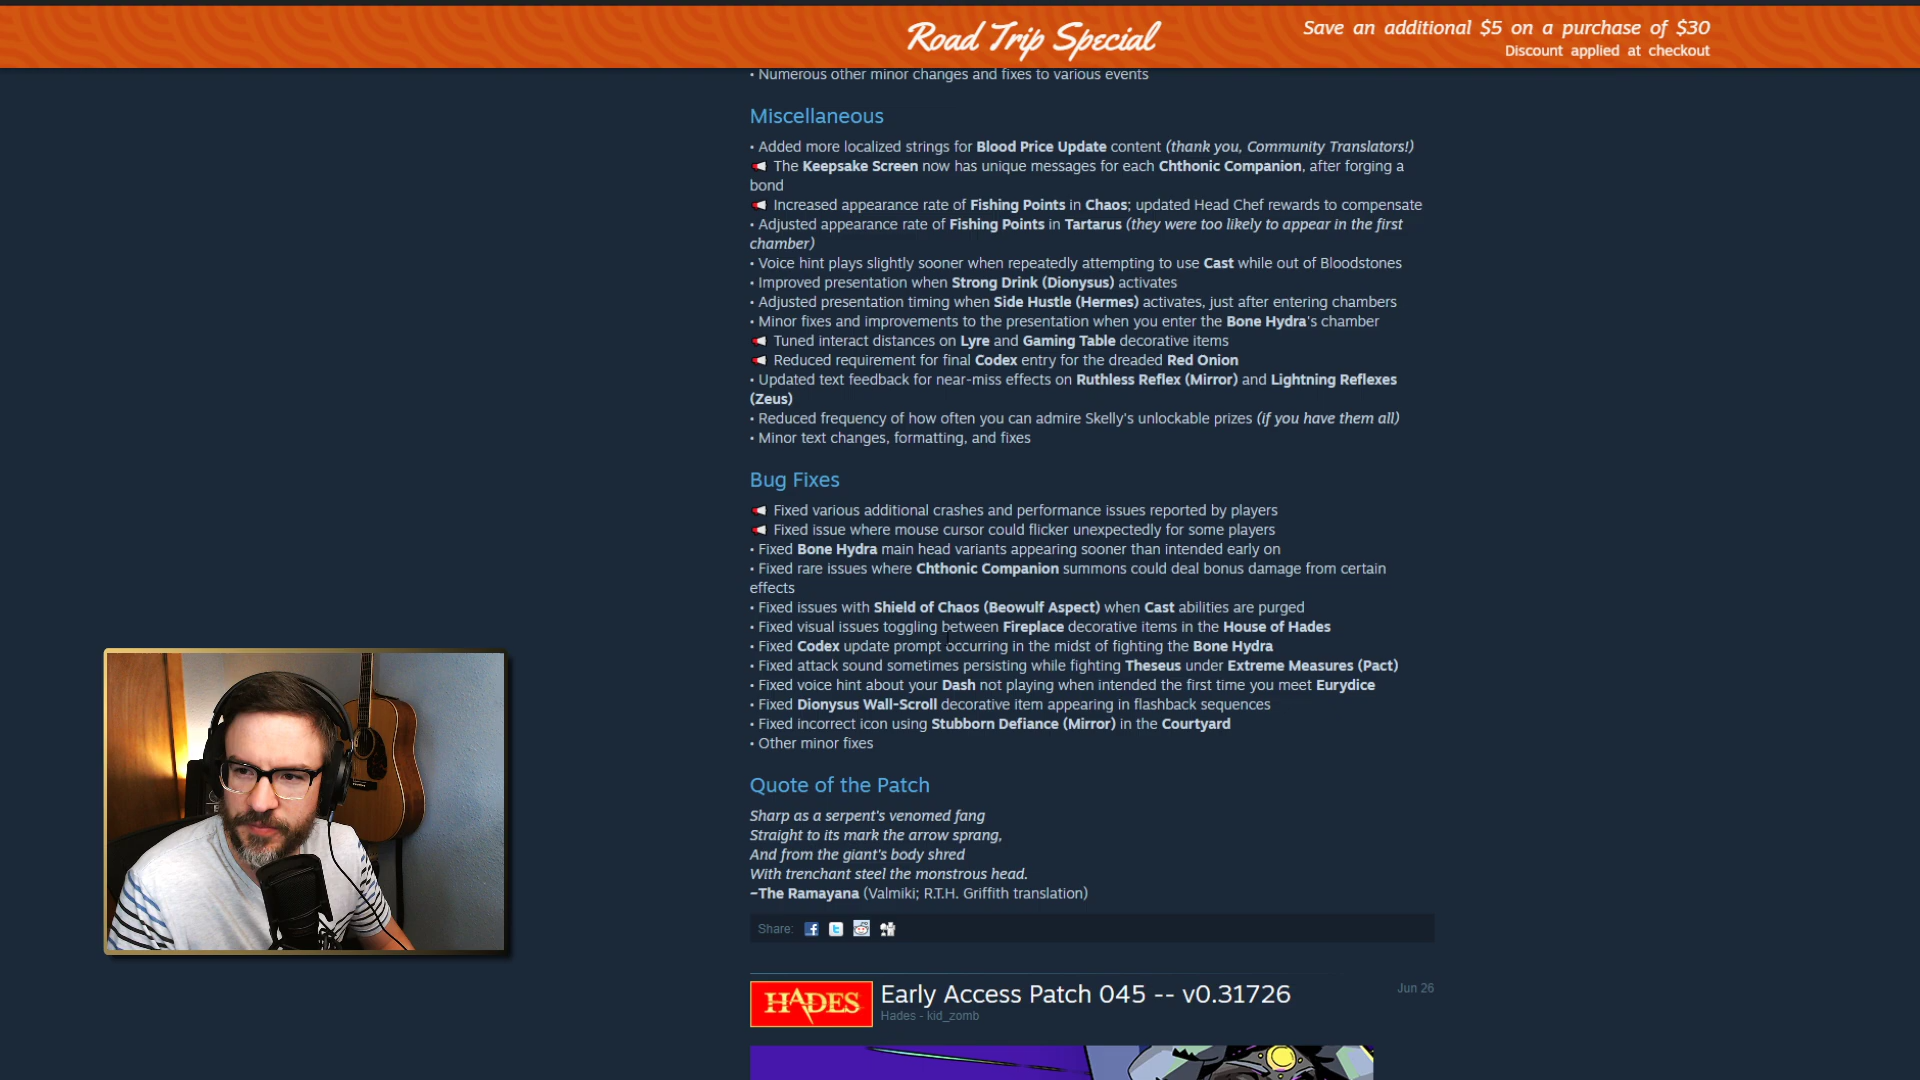 Road Trip Special
Save an additional $5 on a purchase of $30
Discount applied at checkout
• Numerous other minor changes and fixes to various events
Miscellaneous
• Added more localized strings for Blood Price Update content (thank you, Community Translators!)
The Keepsake Screen now has unique messages for each Chthonic Companion, after forging a
bond
Increased appearance rate of Fishing Points in Chaos; updated Head Chef rewards to compensate
• Adjusted appearance rate of Fishing Points in Tartarus (they were too likely to appear in the first
chamber)
• Voice hint plays slightly sooner when repeatedly attempting to use Cast while out of Bloodstones
• Improved presentation when Strong Drink (Dionysus) activates
• Adjusted presentation timing when Side Hustle (Hermes) activates, just after entering chambers
• Minor fixes and improvements to the presentation when you enter the Bone Hydra's chamber
Tuned interact distances on Lyre and Gaming Table decorative items
Reduced requirement for final Codex entry for the dreaded Red Onion
• Updated text feedback for near-miss effects on Ruthless Reflex (Mirror) and Lightning Reflexes
(Zeus)
• Reduced frequency of how often you can admire Skelly's unlockable prizes (if you have them all)
• Minor text changes, formatting, and fixes
Bug Fixes
Fixed various additional crashes and performance issues reported by players
Fixed issue where mouse cursor could flicker unexpectedly for some players
• Fixed Bone Hydra main head variants appearing sooner than intended early on
• Fixed rare issues where Chthonic Companion summons could deal bonus damage from certain
effects
• Fixed issues with Shield of Chaos (Beowulf Aspect) when Cast abilities are purged
• Fixed visual issues toggling between Fireplace decorative items in the House of Hades
• Fixed Codex update prompt occurring in the midst of fighting the Bone Hydra
• Fixed attack sound sometimes persisting while fighting Theseus under Extreme Measures (Pact)
• Fixed voice hint about your Dash not playing when intended the first time you meet Eurydice
• Fixed Dionysus Wall-Scroll decorative item appearing in flashback sequences
• Fixed incorrect icon using Stubborn Defiance (Mirror) in the Courtyard
• Other minor fixes
Quote of the Patch
Sharp as a serpent's venomed fang
Straight to its mark the arrow sprang,
And from the giant's body shred
With trenchant steel the monstrous head.
–The Ramayana (Valmiki; R.T.H. Griffith translation)
Share:
HADES
Early Access Patch 045 -- v0.31726
Jun 26
Hades - kid_zomb